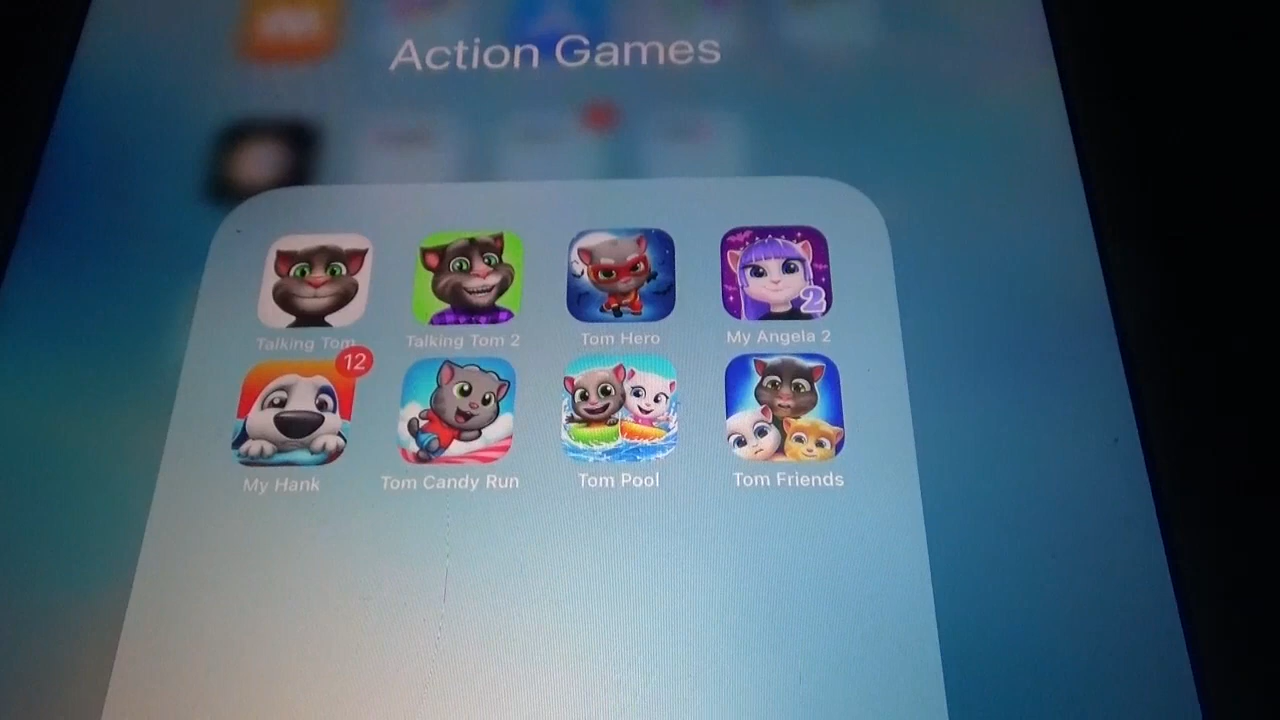 Action Games
Talking Tom
Talking Tom 2
Tom Hero
My Angela 2
2
12
My Hank
Tom Candy Run
Tom Pool
Tom Friends